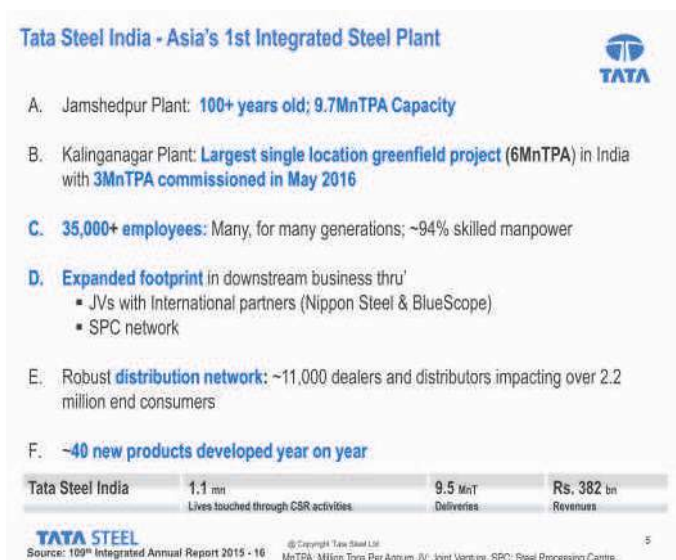 Tata Steel India - Asia's 1st Integrated Steel Plant
TATA
A. Jamshedpur Plant: 100+ years old; 9.7MnTPA Capacity
B. Kalinganagar Plant: Largest single location greenfield project (6MnTPA) in India
with 3MnTPA commissioned in May 2016
C. 35,000+ employees: Many, for many generations; ~94% skilled manpower
D. Expanded footprint in downstream business thru'
▪ JVs with International partners (Nippon Steel & BlueScope)
▪ SPC network
E. Robust distribution network: ~11,000 dealers and distributors impacting over 2.2
million end consumers
F. ~40 new products developed year on year
Tata Steel India 1.1 mn 9.5 MnT Rs. 382 bn
Lives touched through CSR activities Deliveries Revenues
TATA STEEL @ Copyright Tata Steel Ltd 5
Source: 109th Integrated Annual Report 2015 - 16 MnTPA: Million Tons Per Annum, JV: Joint Venture, SPC: Steel Processing Centre